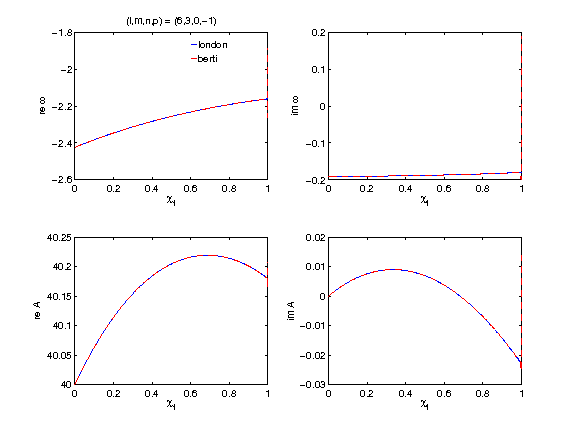 (l,m,n,p) = (6,3,0,−1)
−1.8
−2
−2.2
−2.4
−2.6
0 0.2 0.4 0.6 0.8 1
re ω
χf
london
berti
0.2
0.1
0
−0.1
−0.2
0 0.2 0.4 0.6 0.8 1
im ω
χf
40.25
40.2
40.15
40.1
40.05
40
0 0.2 0.4 0.6 0.8 1
re A
χf
0.02
0.01
0
−0.01
−0.02
−0.03
0 0.2 0.4 0.6 0.8 1
im A
χf